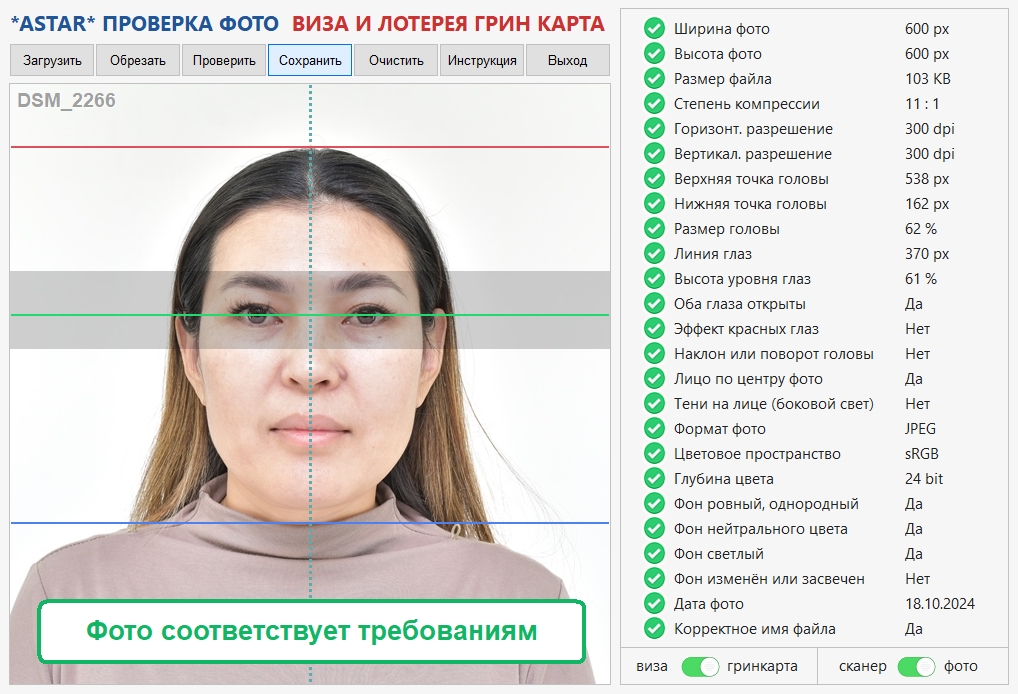 *ASTAR* ПРОВЕРКА ФОТО ВИЗА И ЛОТЕРЕЯ ГРИН КАРТА
Загрузить Обрезать Проверить Сохранить Очистить Инструкция Выход
DSM_2266
Фото соответствует требованиям
Ширина фото 600 px
Высота фото 600 px
Размер файла 103 KB
Степень компрессии 11 : 1
Горизонт. разрешение 300 dpi
Вертикал. разрешение 300 dpi
Верхняя точка головы 538 px
Нижняя точка головы 162 px
Размер головы 62 %
Линия глаз 370 px
Высота уровня глаз 61 %
Оба глаза открыты Да
Эффект красных глаз Нет
Наклон или поворот головы Нет
Лицо по центру фото Да
Тени на лице (боковой свет) Нет
Формат фото JPEG
Цветовое пространство sRGB
Глубина цвета 24 bit
Фон ровный, однородный Да
Фон нейтрального цвета Да
Фон светлый Да
Фон изменён или засвечен Нет
Дата фото 18.10.2024
Корректное имя файла Да
виза гринкарта сканер фото